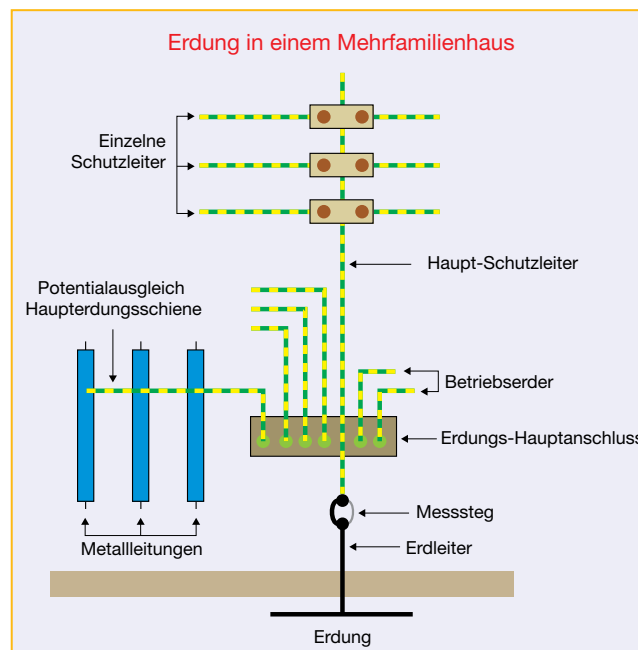 Erdung in einem Mehrfamilienhaus
Einzelne
Schutzleiter
Haupt-Schutzleiter
Potentialausgleich
Haupterdungsschiene
Betriebserder
Erdungs-Hauptanschluss
Messsteg
Metallleitungen
Erdleiter
Erdung